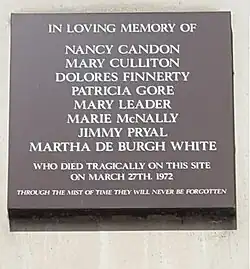 IN LOVING MEMORY OF
NANCY CANDON
MARY CULLITON
DOLORES FINNERTY
PATRICIA GORE
MARY LEADER
MARIE McNALLY
JIMMY PRYAL
MARTHA DE BURGH WHITE
WHO DIED TRAGICALLY ON THIS SITE
ON MARCH 27TH. 1972
THROUGH THE MIST OF TIME THEY WILL NEVER BE FORGOTTEN